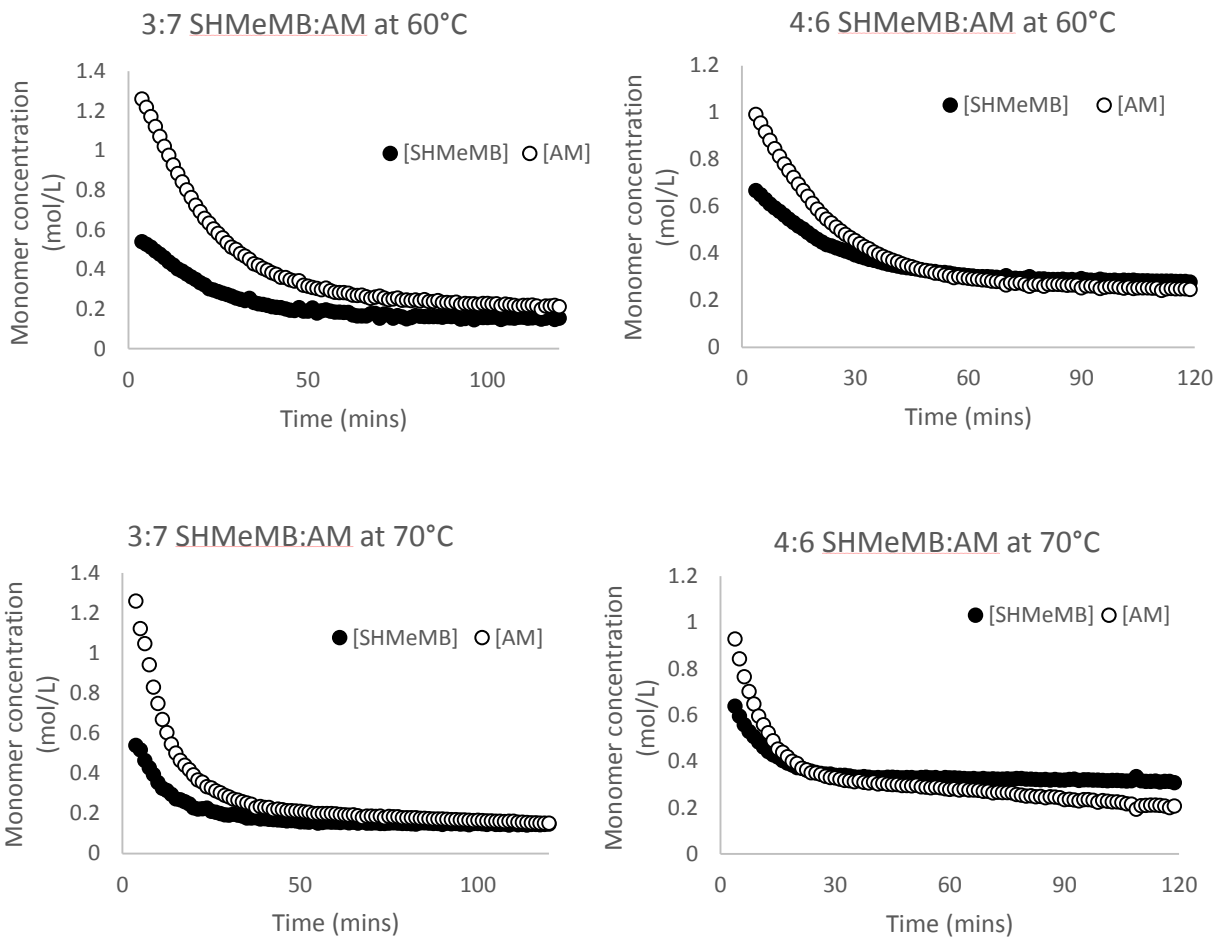 3:7 SHMeMB:AM at 60°C
Monomer concentration
(mol/L)
1.4
1.2
1
0.8
0.6
0.4
0.2
0
[SHMeMB] [AM]
0 50 100
Time (mins)
4:6 SHMeMB:AM at 60°C
Monomer concentration
(mol/L)
1.2
1
0.8
0.6
0.4
0.2
0
[SHMeMB] [AM]
0 30 60 90 120
Time (mins)
3:7 SHMeMB:AM at 70°C
Monomer concentration
(mol/L)
1.4
1.2
1
0.8
0.6
0.4
0.2
0
[SHMeMB] [AM]
0 50 100
Time (mins)
4:6 SHMeMB:AM at 70°C
Monomer concentration
(mol/L)
1.2
1
0.8
0.6
0.4
0.2
0
[SHMeMB] [AM]
0 30 60 90 120
Time (mins)